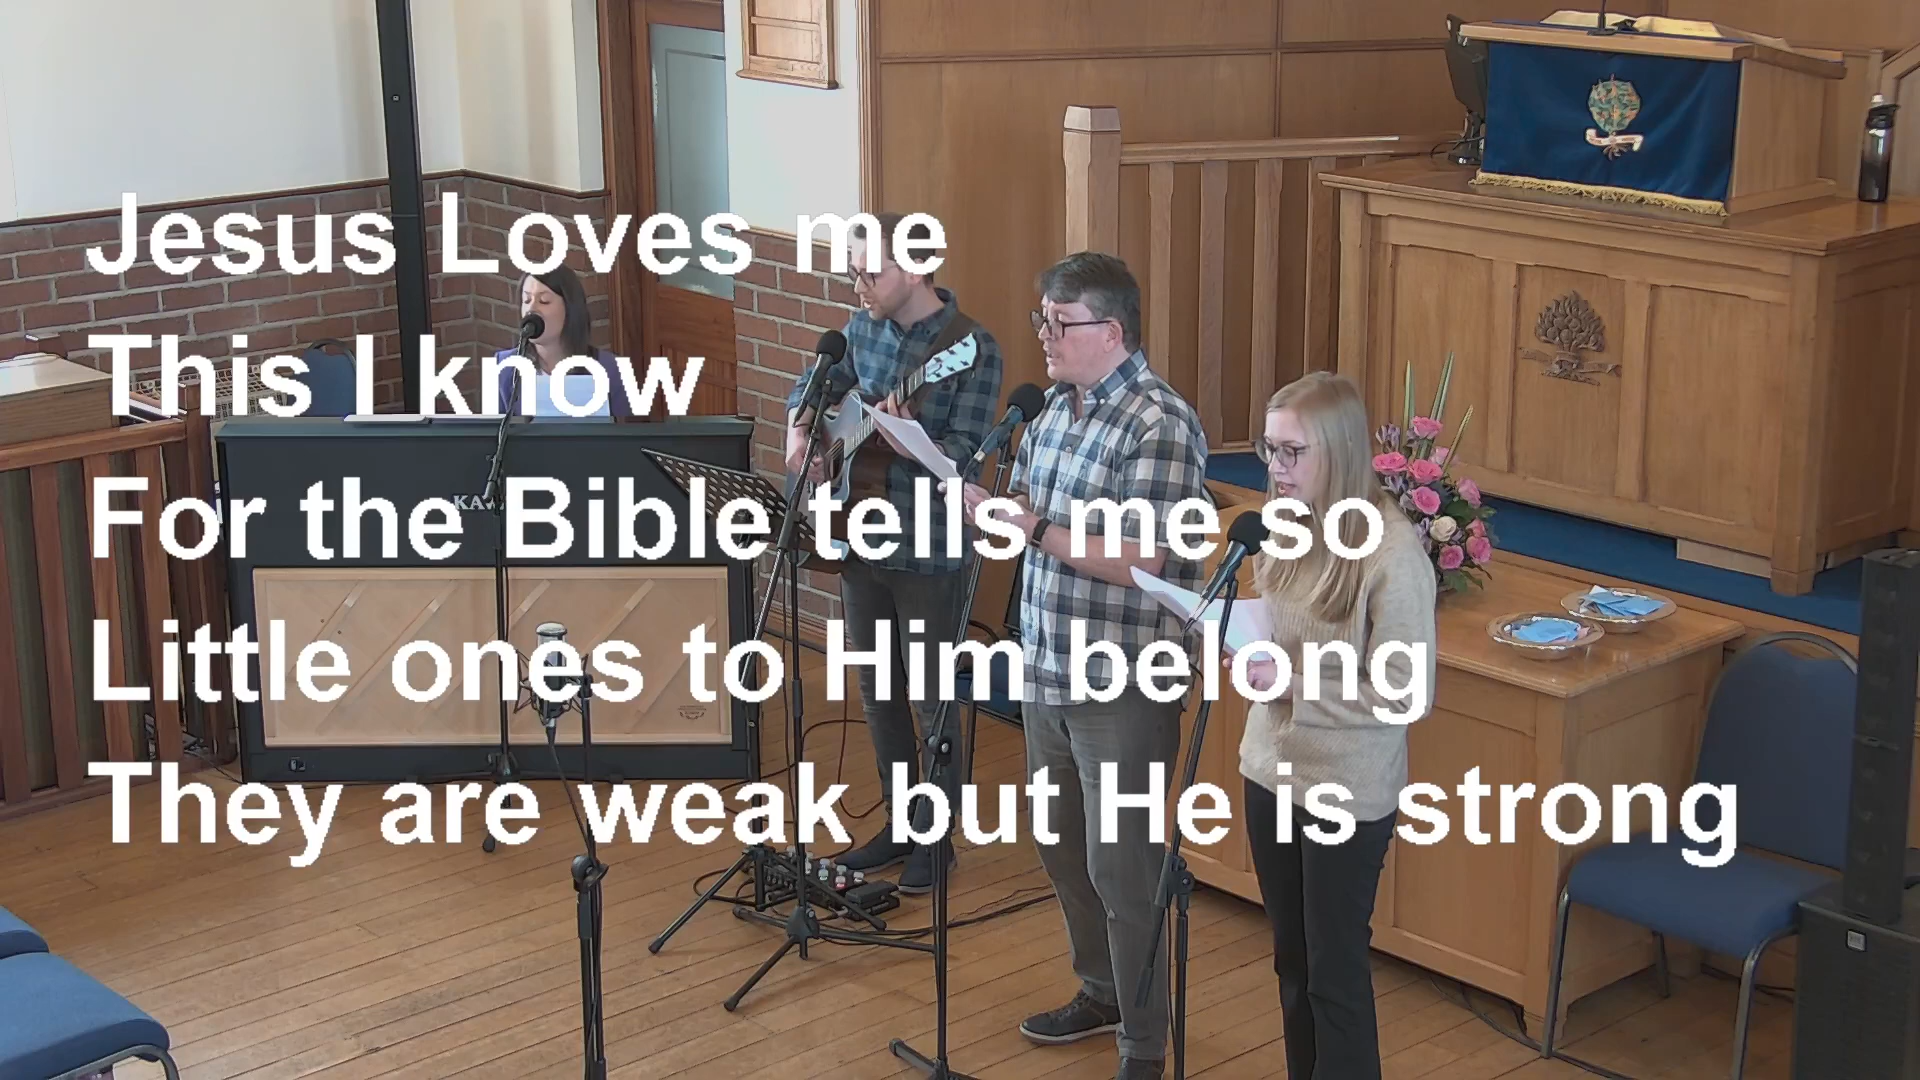 Jesus Loves me
This I know
For the Bible tells me so
Little ones to Him belong
They are weak but He is strong